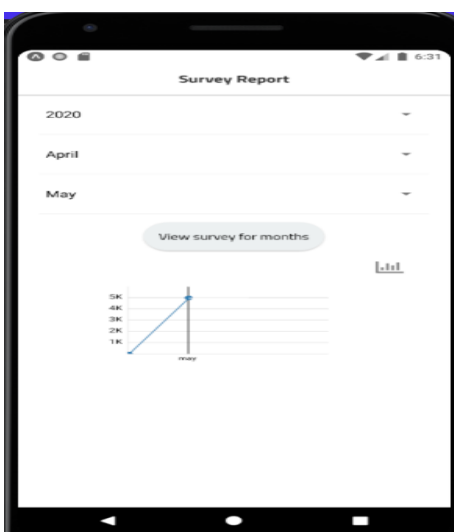 6:31
Survey Report
2020
April
May
View survey for months
5K
4K
3K
2K
1K
may